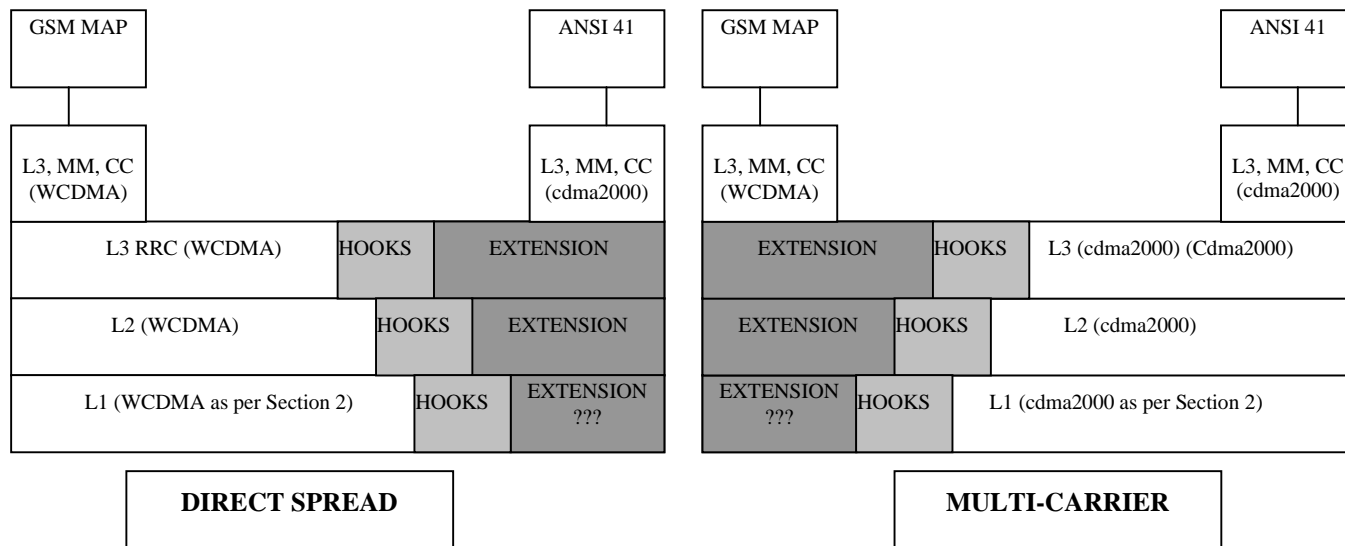 GSM MAP
ANSI 41
L3, MM, CC
(WCDMA)
L3, MM, CC
(cdma2000)
L3 RRC (WCDMA)
HOOKS
EXTENSION
L2 (WCDMA)
HOOKS
EXTENSION
L1 (WCDMA as per Section 2)
HOOKS
EXTENSION
???
DIRECT SPREAD
GSM MAP
ANSI 41
L3, MM, CC
(WCDMA)
L3, MM, CC
(cdma2000)
EXTENSION
HOOKS
L3 (cdma2000) (Cdma2000)
EXTENSION
HOOKS
L2 (cdma2000)
EXTENSION
???
HOOKS
L1 (cdma2000 as per Section 2)
MULTI-CARRIER